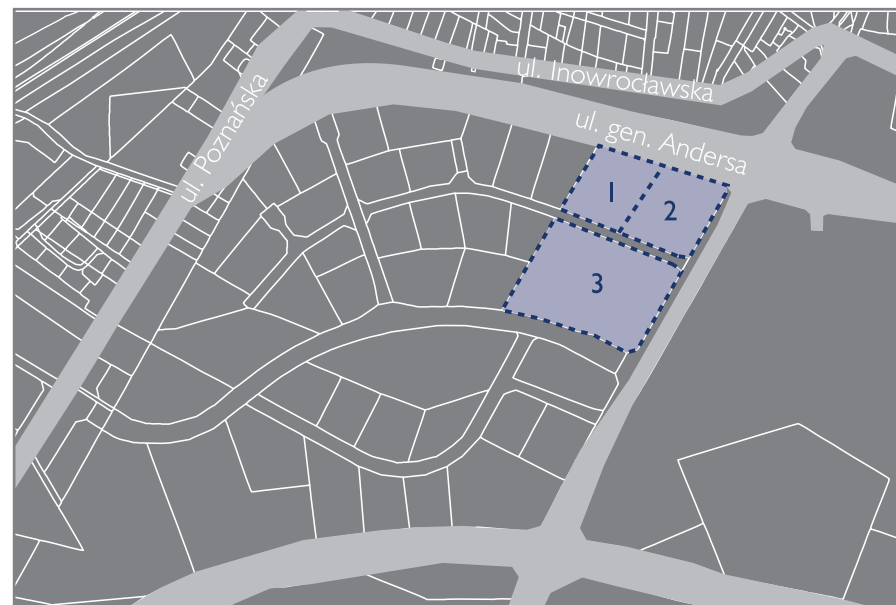 ul. Inowrocławska
ul. Poznańska
ul. gen. Andersa
1
2
3